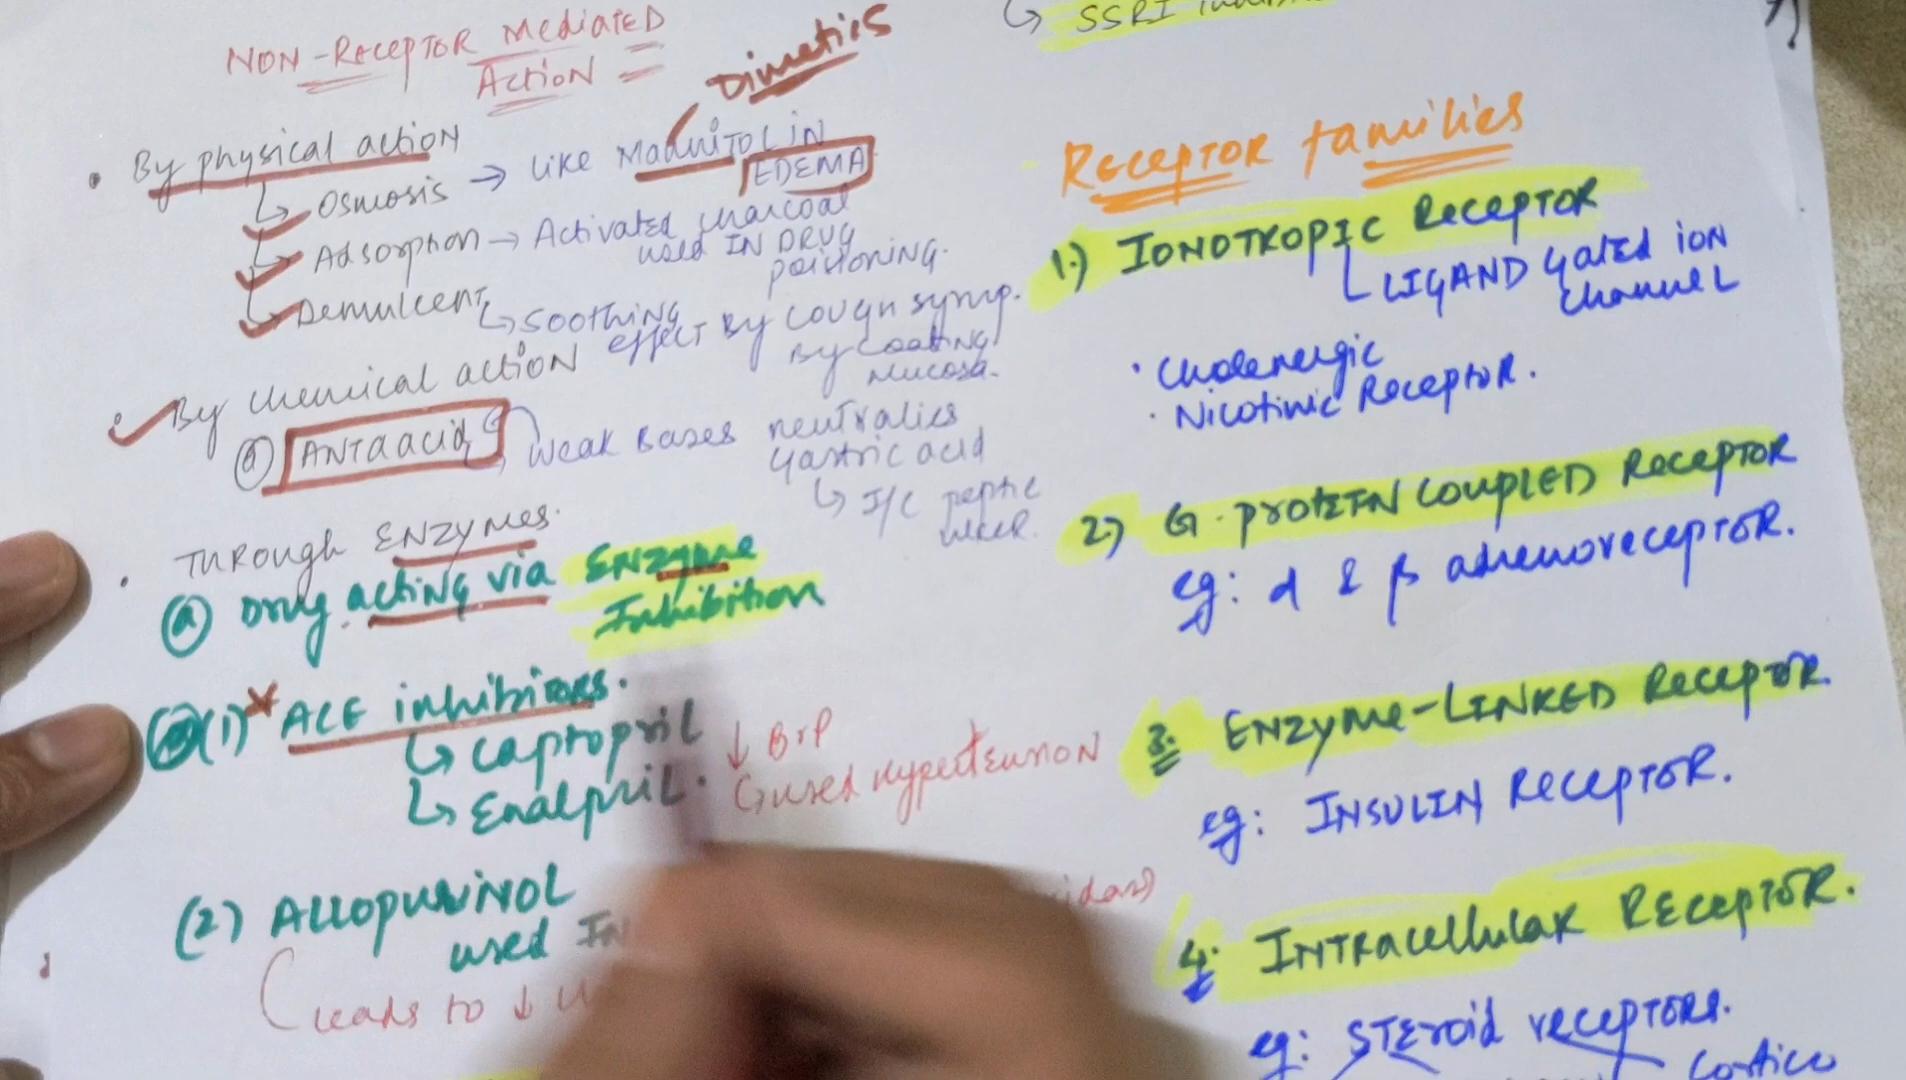 NON-RECEPTOR MEDIATED
ACTION
Dimetics
• By physical action
↳ Osmosis → like Mannitol IN
EDEMA
↳ Adsorption → Activated charcoal
used IN DRUG
poisioning.
↳ Demulcent
↳ Soothing
effect By cough syrup.
By coating
Mucosa.
• By chemical action
(a) ANTAACID
Weak Bases neutralies
gastric acid
↳ I/C peptic
ulcer.
• THROUGH ENZYMES.
(a) Drug acting via Enzyme
Inhibition
(1) ACE inhibitors.
↳ Captopril
↳ Enalpril.
↓ B.P
used Hypertension
(2) ALLOPURINOL
used IN
leads to ↓
↳ SSRI
RECEPTOR families
1.) IONOTROPIC RECEPTOR
LIGAND gated ion
channel
• Cholenergic
• Nicotinic Receptor.
2) G-PROTEIN COUPLED RECEPTOR
eg: α & β adrenoreceptor.
3. ENZYME-LINKED RECEPTOR.
eg: INSULIN RECEPTOR.
4. INTRACELLULAR RECEPTOR.
eg: STEroid receptors.
Cortico